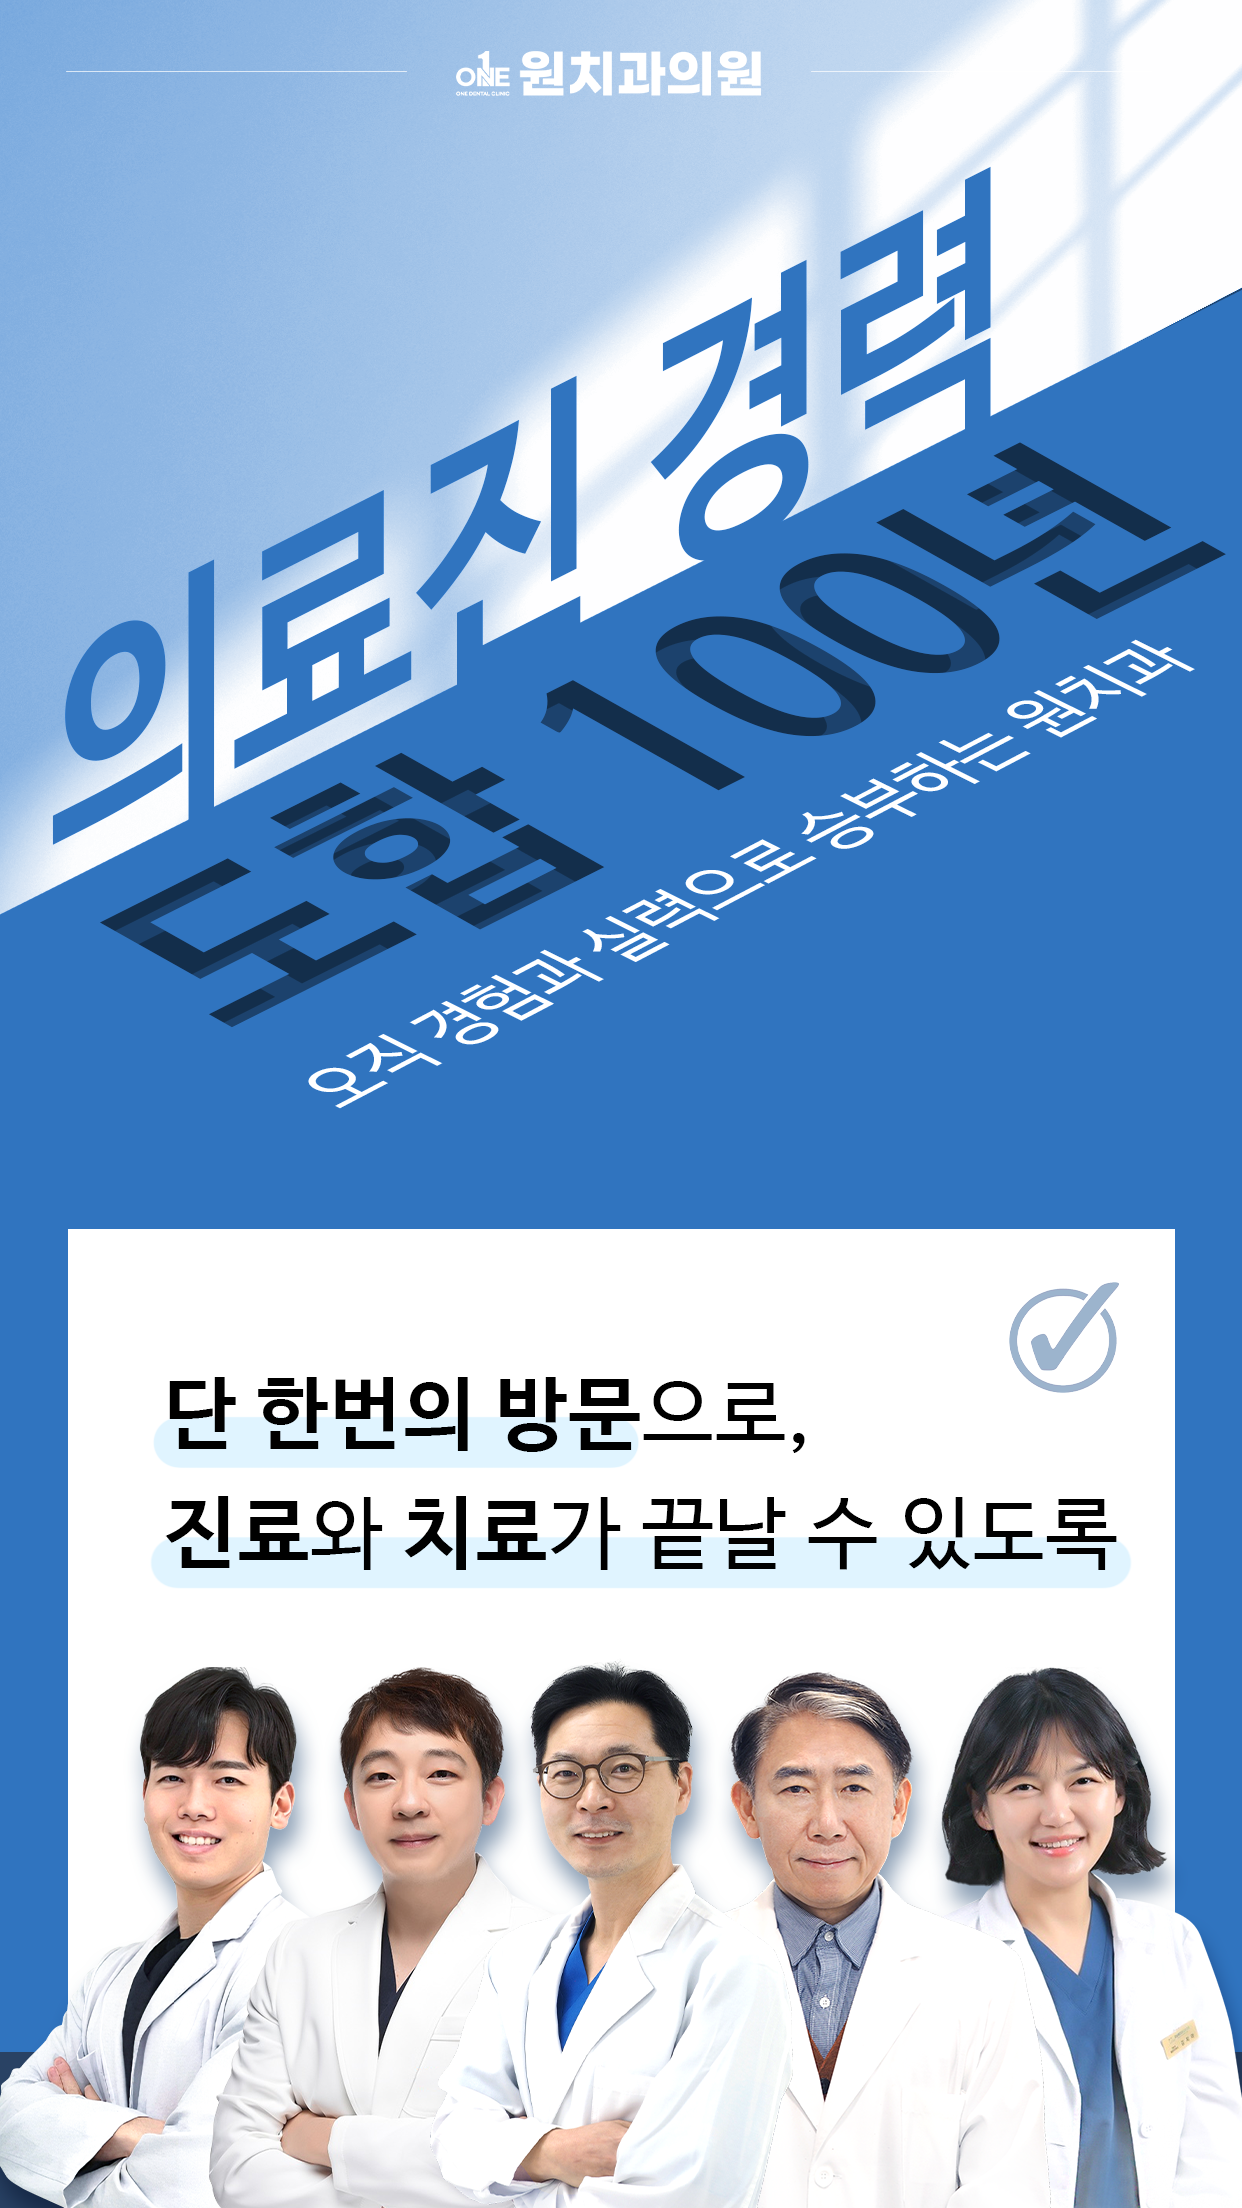 ONE 원치과의원
ONE DENTAL CLINIC
의료진 경력
도합 100년
오직 경험과 실력으로 승부하는 원치과
단 한번의 방문으로,
진료와 치료가 끝날 수 있도록